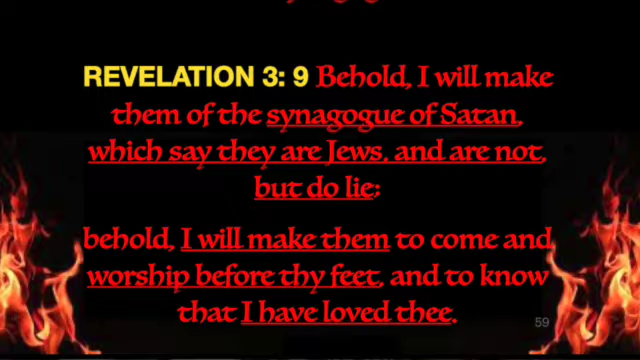 REVELATION 3: 9 Behold, I will make
them of the synagogue of Satan,
which say they are Jews, and are not,
but do lie;
behold, I will make them to come and
worship before thy feet, and to know
that I have loved thee.
59